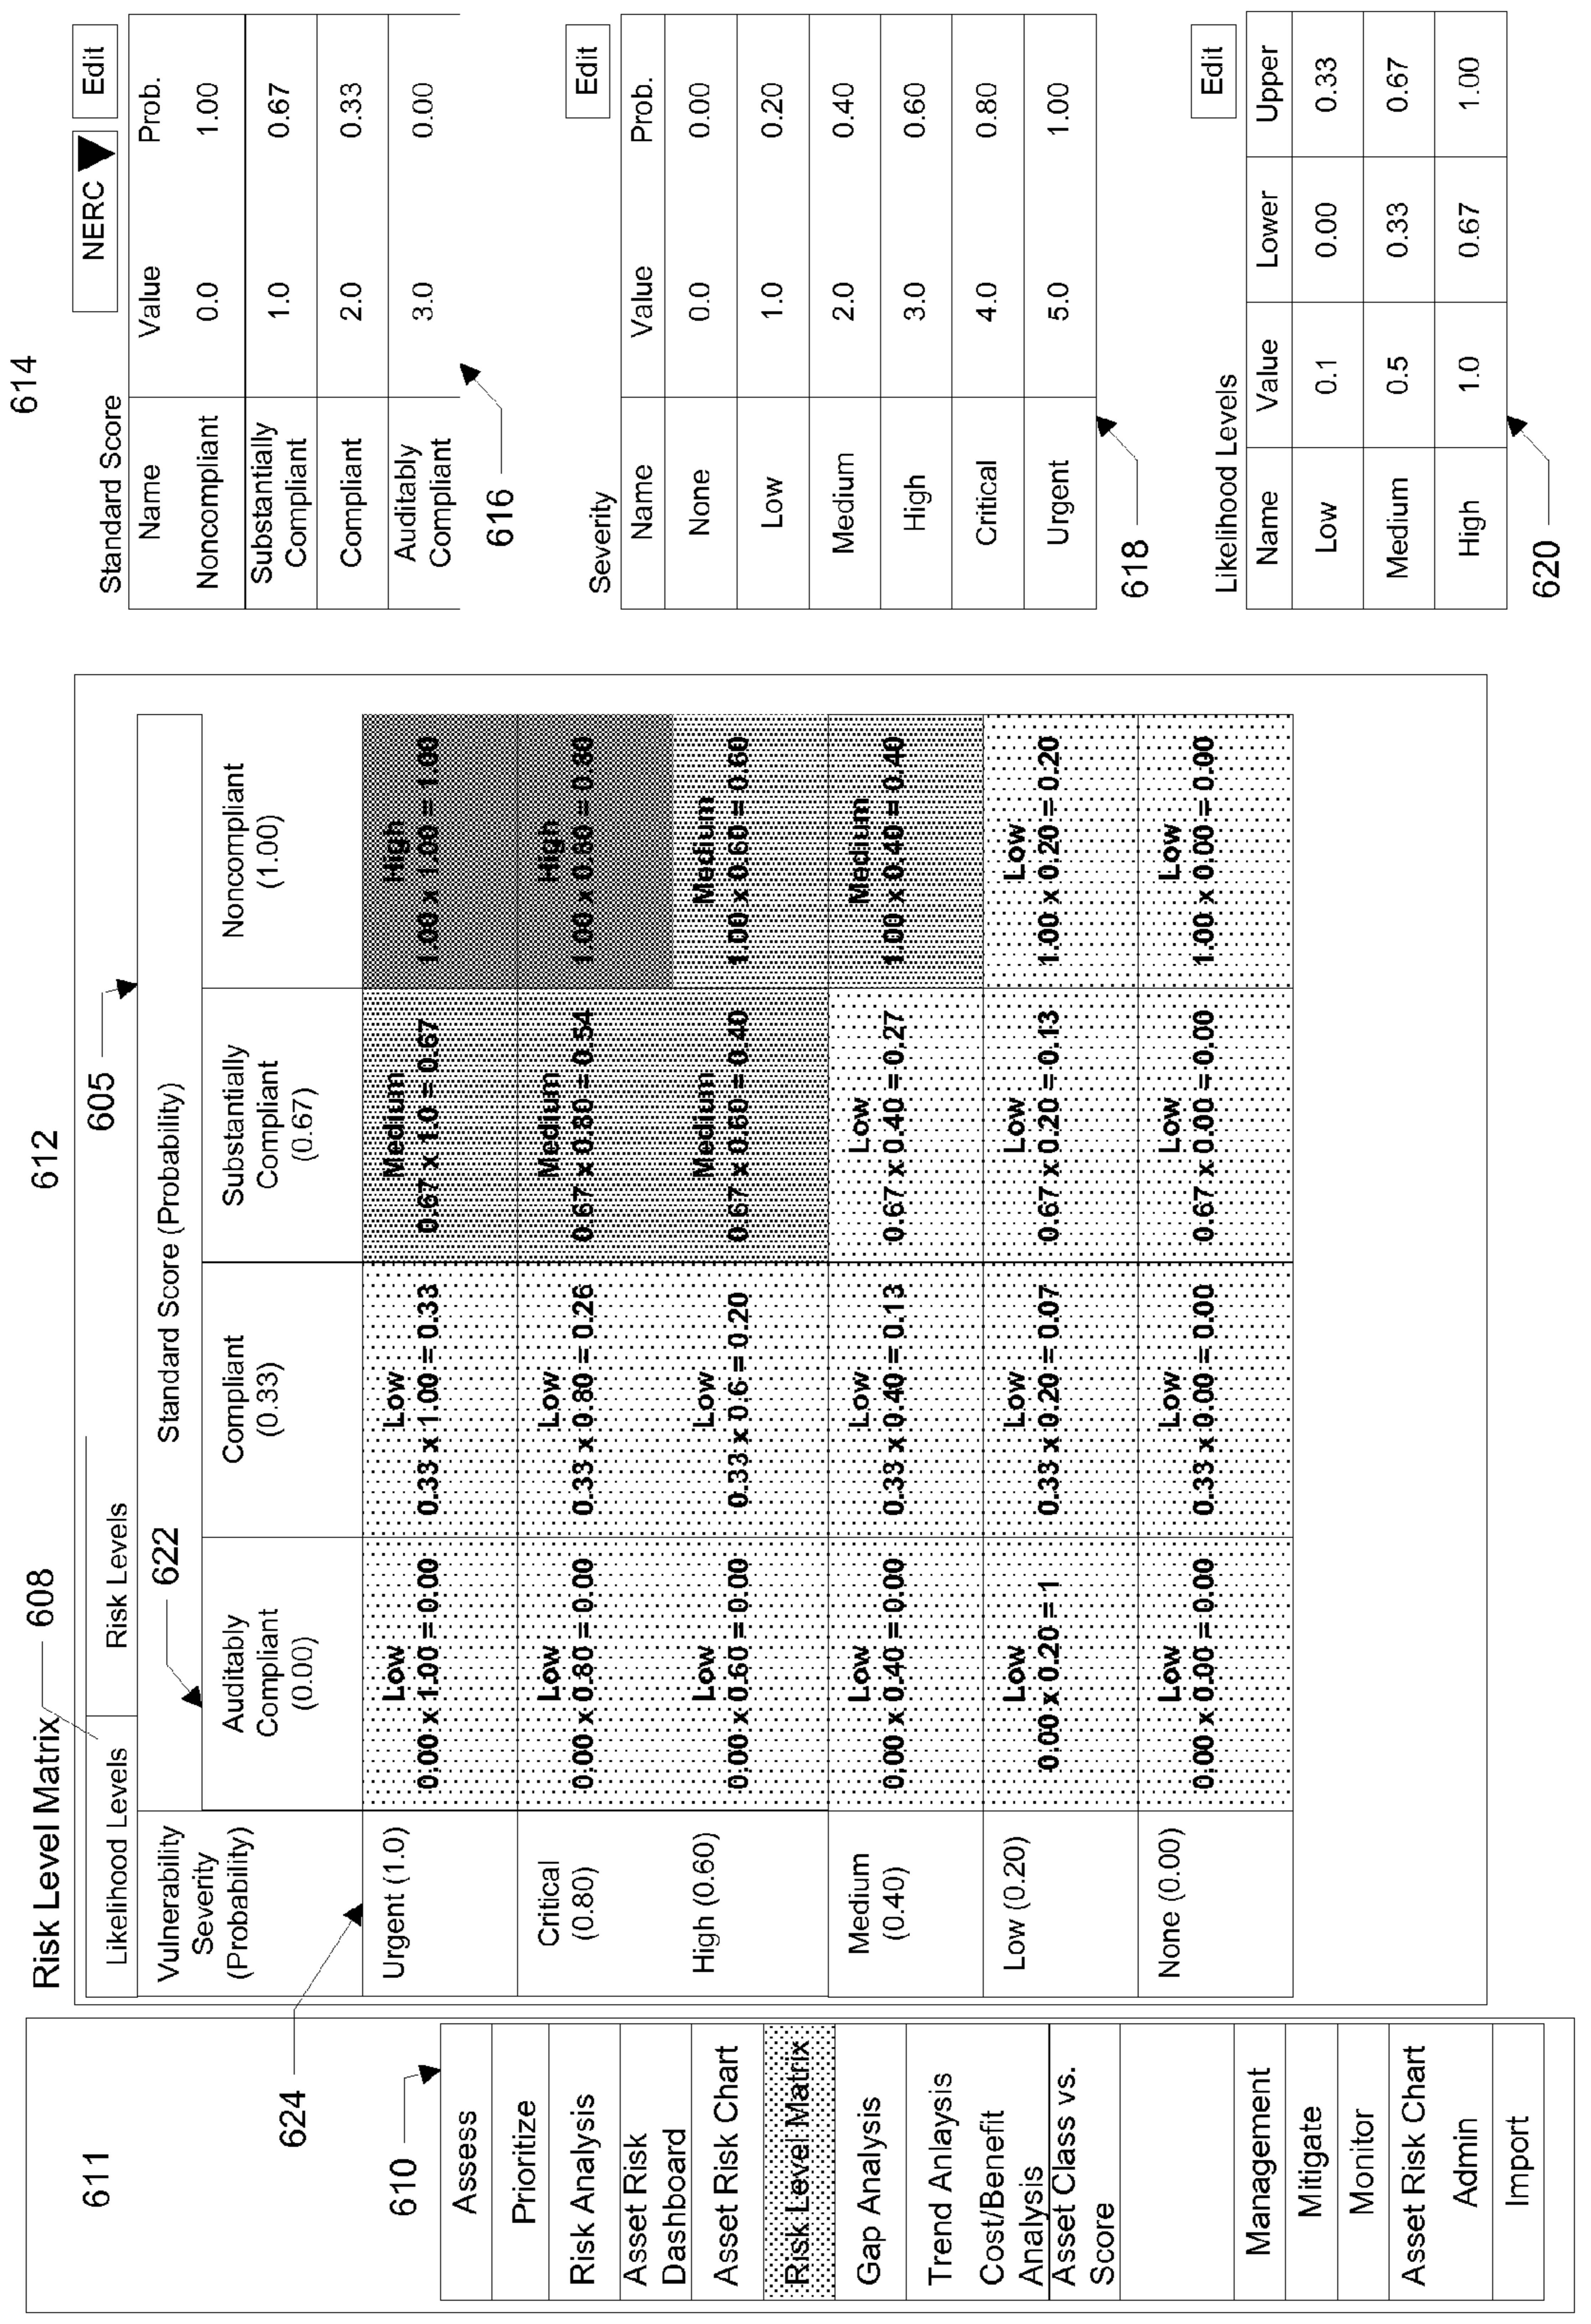 611
610
Assess
Prioritize
Risk Analysis
Asset Risk
Dashboard
Asset Risk Chart
Risk Level Matrix
Gap Analysis
Trend Anlaysis
Cost/Benefit
Analysis
Asset Class vs.
Score
Management
Mitigate
Monitor
Asset Risk Chart
Admin
Import
612
Risk Level Matrix
608
605
622
624
Likelihood Levels Risk Levels
Vulnerability
Severity
(Probability)
Standard Score (Probability)
Auditably
Compliant
(0.00)
Compliant
(0.33)
Substantially
Compliant
(0.67)
Noncompliant
(1.00)
Urgent (1.0)
Low
0.00 x 1.00 = 0.00
Low
0.33 x 1.00 = 0.33
Medium
0.67 x 1.0 = 0.67
High
1.00 x 1.00 = 1.00
Critical
(0.80)
Low
0.00 x 0.80 = 0.00
Low
0.33 x 0.80 = 0.26
Medium
0.67 x 0.80 = 0.54
High
1.00 x 0.80 = 0.80
High (0.60)
Low
0.00 x 0.60 = 0.00
Low
0.33 x 0.6 = 0.20
Medium
0.67 x 0.60 = 0.40
Medium
1.00 x 0.60 = 0.60
Medium
(0.40)
Low
0.00 x 0.40 = 0.00
Low
0.33 x 0.40 = 0.13
Low
0.67 x 0.40 = 0.27
Medium
1.00 x 0.40 = 0.40
Low (0.20)
Low
0.00 x 0.20 = 1
Low
0.33 x 0.20 = 0.07
Low
0.67 x 0.20 = 0.13
Low
1.00 x 0.20 = 0.20
None (0.00)
Low
0.00 x 0.00 = 0.00
Low
0.33 x 0.00 = 0.00
Low
0.67 x 0.00 = 0.00
Low
1.00 x 0.00 = 0.00
614
NERC Edit
Standard Score
Name Value Prob.
Noncompliant 0.0 1.00
Substantially
Compliant 1.0 0.67
Compliant 2.0 0.33
Auditably
Compliant 3.0 0.00
616
Severity Edit
Name Value Prob.
None 0.0 0.00
Low 1.0 0.20
Medium 2.0 0.40
High 3.0 0.60
Critical 4.0 0.80
Urgent 5.0 1.00
618
Likelihood Levels Edit
Name Value Lower Upper
Low 0.1 0.00 0.33
Medium 0.5 0.33 0.67
High 1.0 0.67 1.00
620